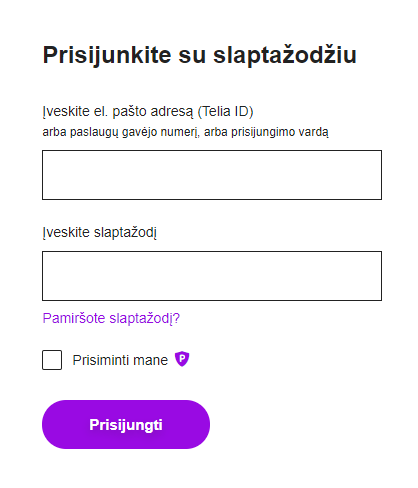 Prisijunkite su slaptažodžiu
Įveskite el. pašto adresą (Telia ID)
arba paslaugų gavėjo numerį, arba prisijungimo vardą
Įveskite slaptažodį
Pamiršote slaptažodį?
Prisiminti mane P
Prisijungti